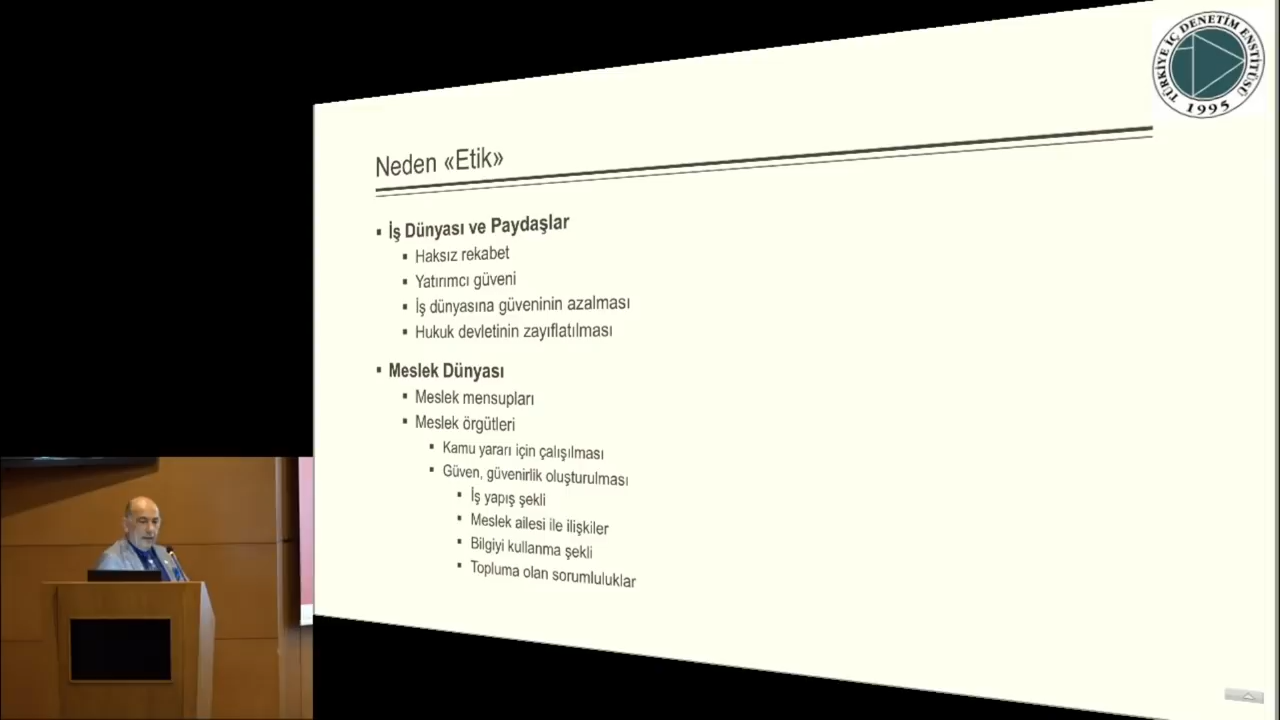 TÜRKİYE İÇ DENETİM ENSTİTÜSÜ
1995
Neden «Etik»
▪ İş Dünyası ve Paydaşlar
▪ Haksız rekabet
▪ Yatırımcı güveni
▪ İş dünyasına güveninin azalması
▪ Hukuk devletinin zayıflatılması
▪ Meslek Dünyası
▪ Meslek mensupları
▪ Meslek örgütleri
▪ Kamu yararı için çalışılması
▪ Güven, güvenirlik oluşturulması
▪ İş yapış şekli
▪ Meslek ailesi ile ilişkiler
▪ Bilgiyi kullanma şekli
▪ Topluma olan sorumluluklar